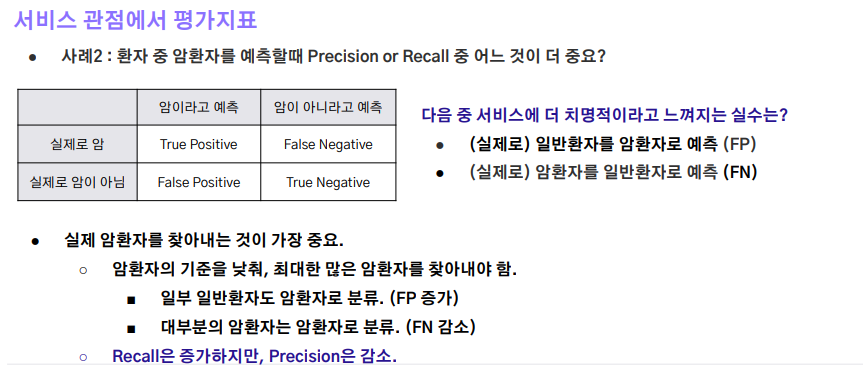 서비스 관점에서 평가지표
● 사례2 : 환자 중 암환자를 예측할때 Precision or Recall 중 어느 것이 더 중요?
암이라고 예측 암이 아니라고 예측
실제로 암 True Positive False Negative
실제로 암이 아님 False Positive True Negative
다음 중 서비스에 더 치명적이라고 느껴지는 실수는?
● (실제로) 일반환자를 암환자로 예측 (FP)
● (실제로) 암환자를 일반환자로 예측 (FN)
● 실제 암환자를 찾아내는 것이 가장 중요.
○ 암환자의 기준을 낮춰, 최대한 많은 암환자를 찾아내야 함.
■ 일부 일반환자도 암환자로 분류. (FP 증가)
■ 대부분의 암환자는 암환자로 분류. (FN 감소)
○ Recall은 증가하지만, Precision은 감소.